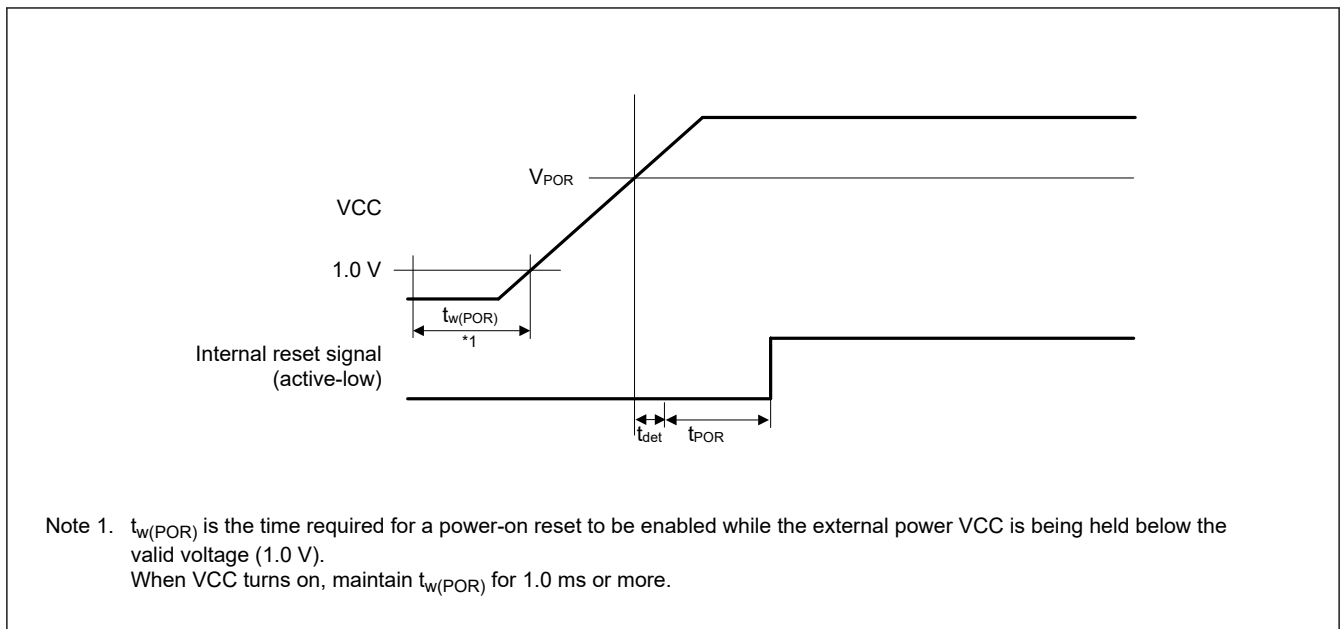 VPOR
VCC
1.0 V
tw(POR)
*1
Internal reset signal
(active-low)
tdet
tPOR
Note 1. tw(POR) is the time required for a power-on reset to be enabled while the external power VCC is being held below the
valid voltage (1.0 V).
When VCC turns on, maintain tw(POR) for 1.0 ms or more.